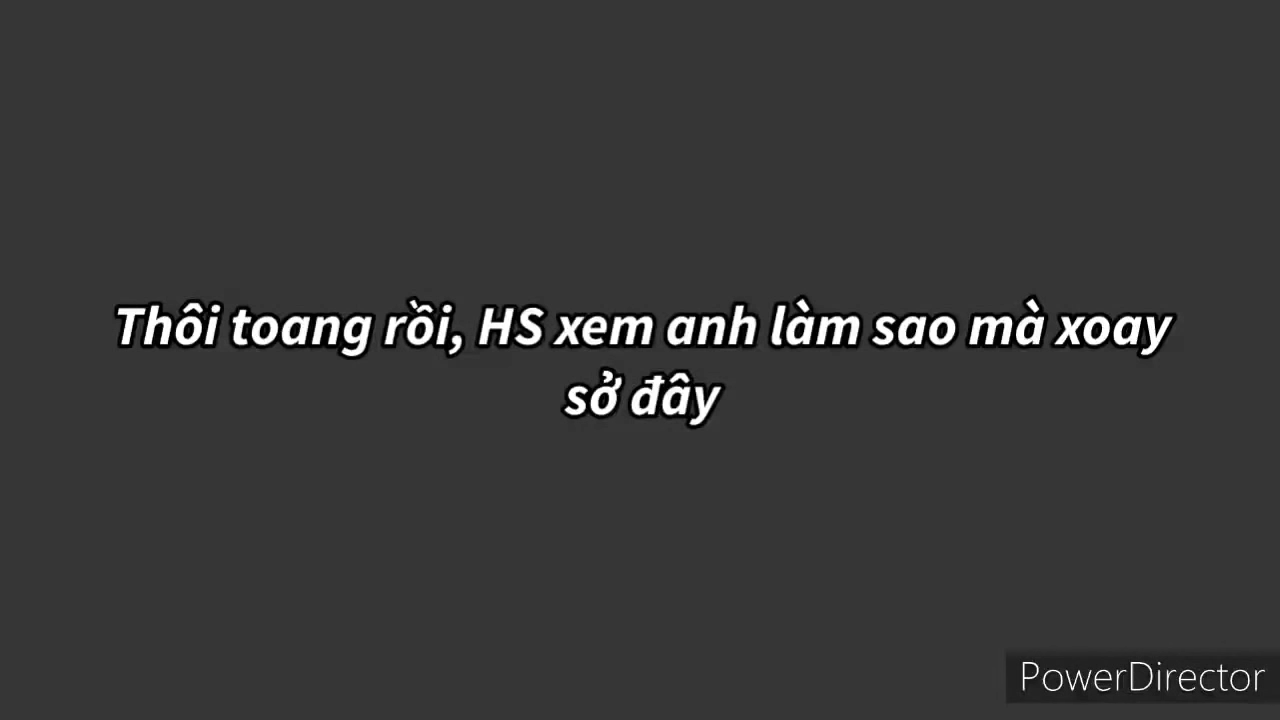 Thôi toang rồi, HS xem anh làm sao mà xoay
sở đây
PowerDirector